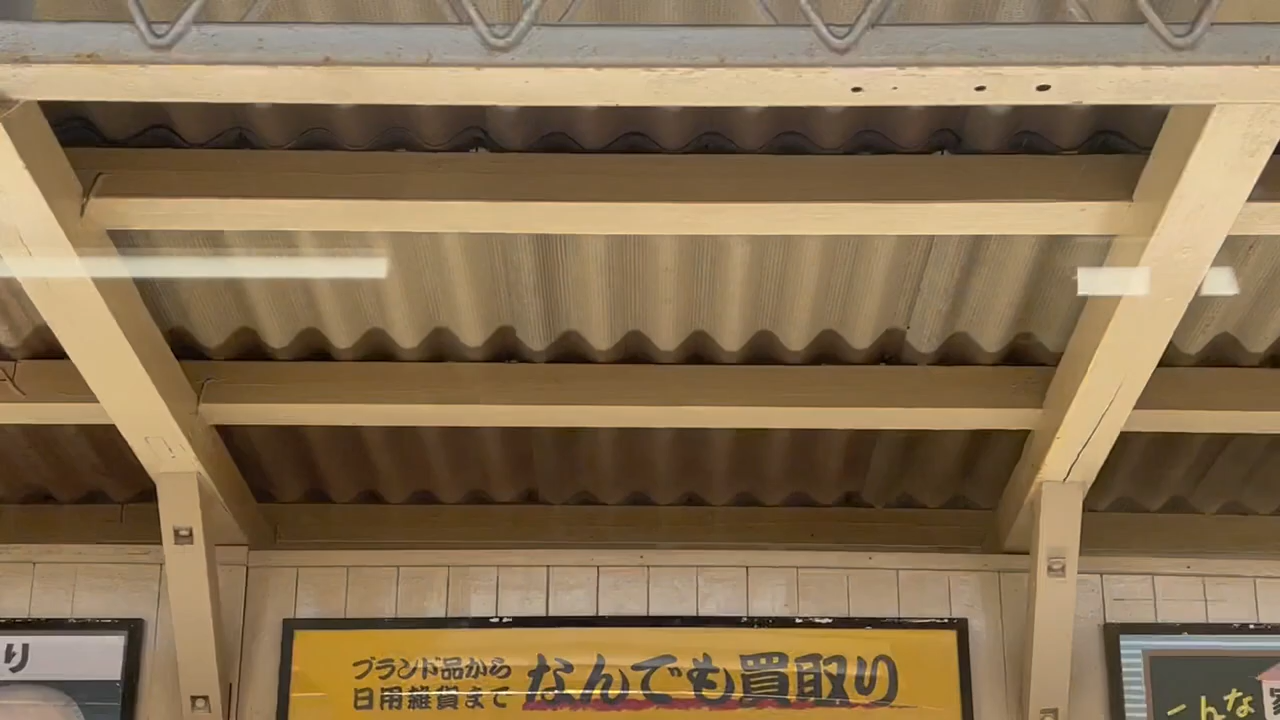 り
ブランド品から
日用雑貨まで
なんでも買取り
こんな